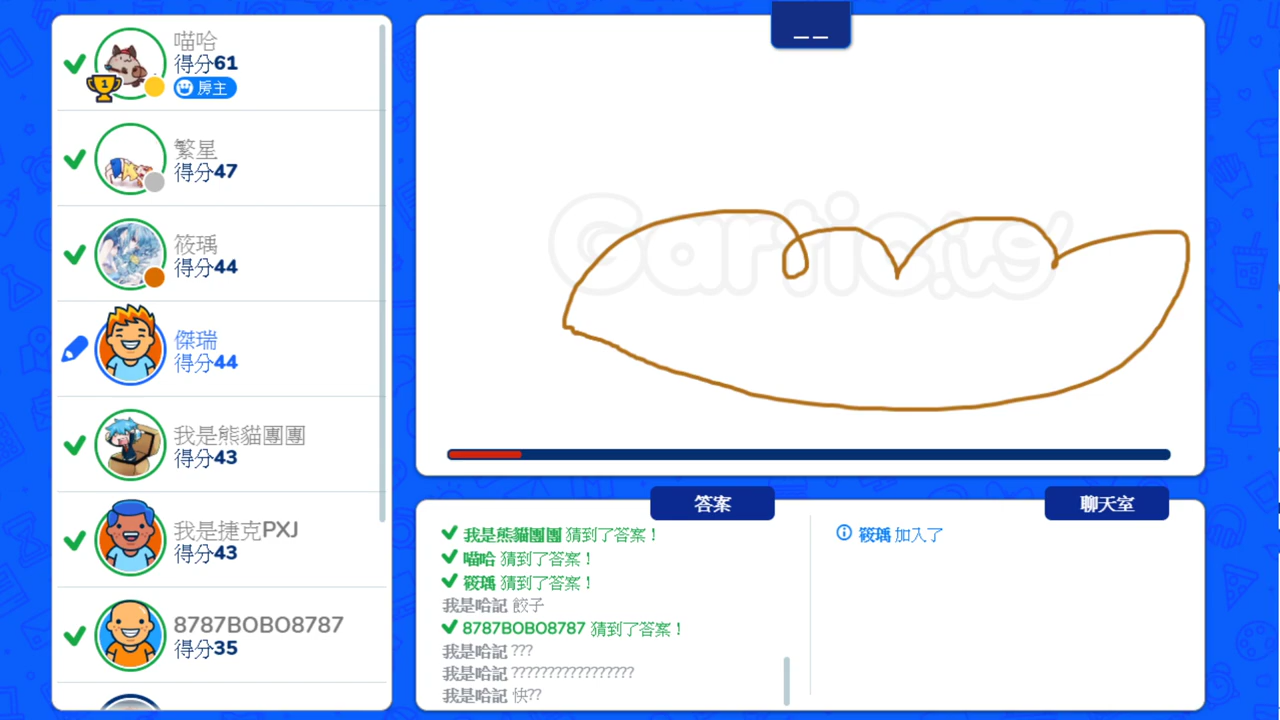 喵哈
得分61
1
房主
繁星
得分47
筱瑀
得分44
傑瑞
得分44
我是熊貓團團
得分43
我是捷克PXJ
得分43
8787BOBO8787
得分35
Gartic.io
答案
我是熊貓團團 猜到了答案！
喵哈 猜到了答案！
筱瑀 猜到了答案！
我是哈記 餃子
8787BOBO8787 猜到了答案！
我是哈記 ???
我是哈記 ?????????????????
我是哈記 快??
聊天室
筱瑀 加入了